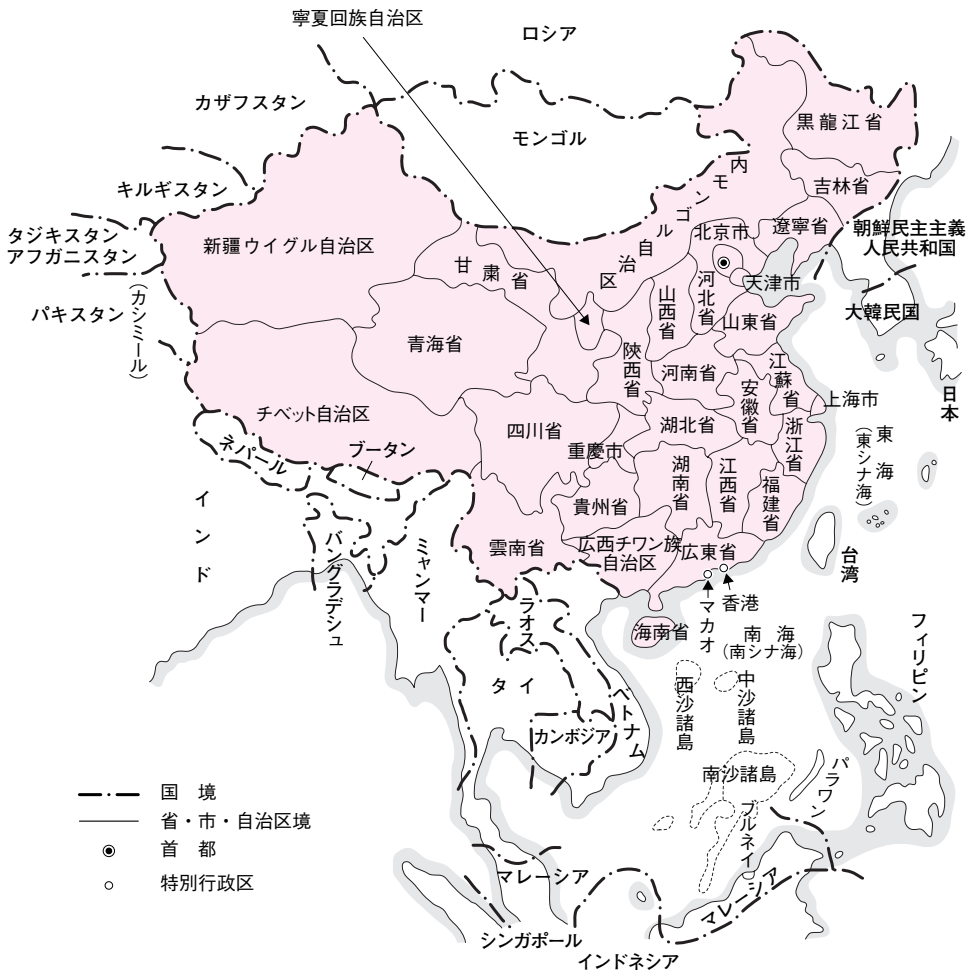 寧夏回族自治区
ロシア
カザフスタン
モンゴル
黒龍江省
内モンゴル自治区
吉林省
キルギスタン
タジキスタン
アフガニスタン
新疆ウイグル自治区
北京市
遼寧省
朝鮮民主主義
人民共和国
甘粛省
天津市
パキスタン
(カシミール)
山西省
河北省
山東省
大韓民国
青海省
陝西省
河南省
江蘇省
安徽省
上海市
日本
チベット自治区
四川省
重慶市
湖北省
浙江省
東海
(東シナ海)
ネパール
ブータン
湖南省
江西省
福建省
インド
貴州省
バングラデシュ
ミャンマー
雲南省
広西チワン族
自治区
広東省
台湾
ラオス
香港
マカオ
海南省
南海
(南シナ海)
フィリピン
タイ
ベトナム
西沙諸島
中沙諸島
カンボジア
南沙諸島
パラワン
ブルネイ
国境
省・市・自治区境
首都
特別行政区
マレーシア
マレーシア
シンガポール
インドネシア